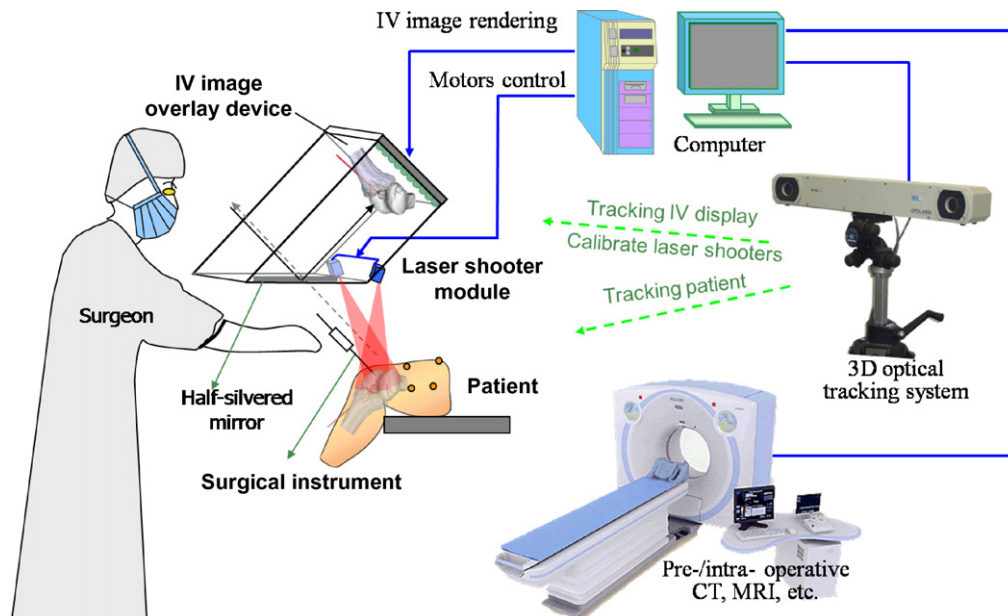 IV image rendering
Motors control
IV image
overlay device
Computer
Tracking IV display
Calibrate laser shooters
Laser shooter
module
Tracking patient
Surgeon
3D optical
tracking system
Half-silvered
mirror
Patient
Surgical instrument
Pre-/intra- operative
CT, MRI, etc.